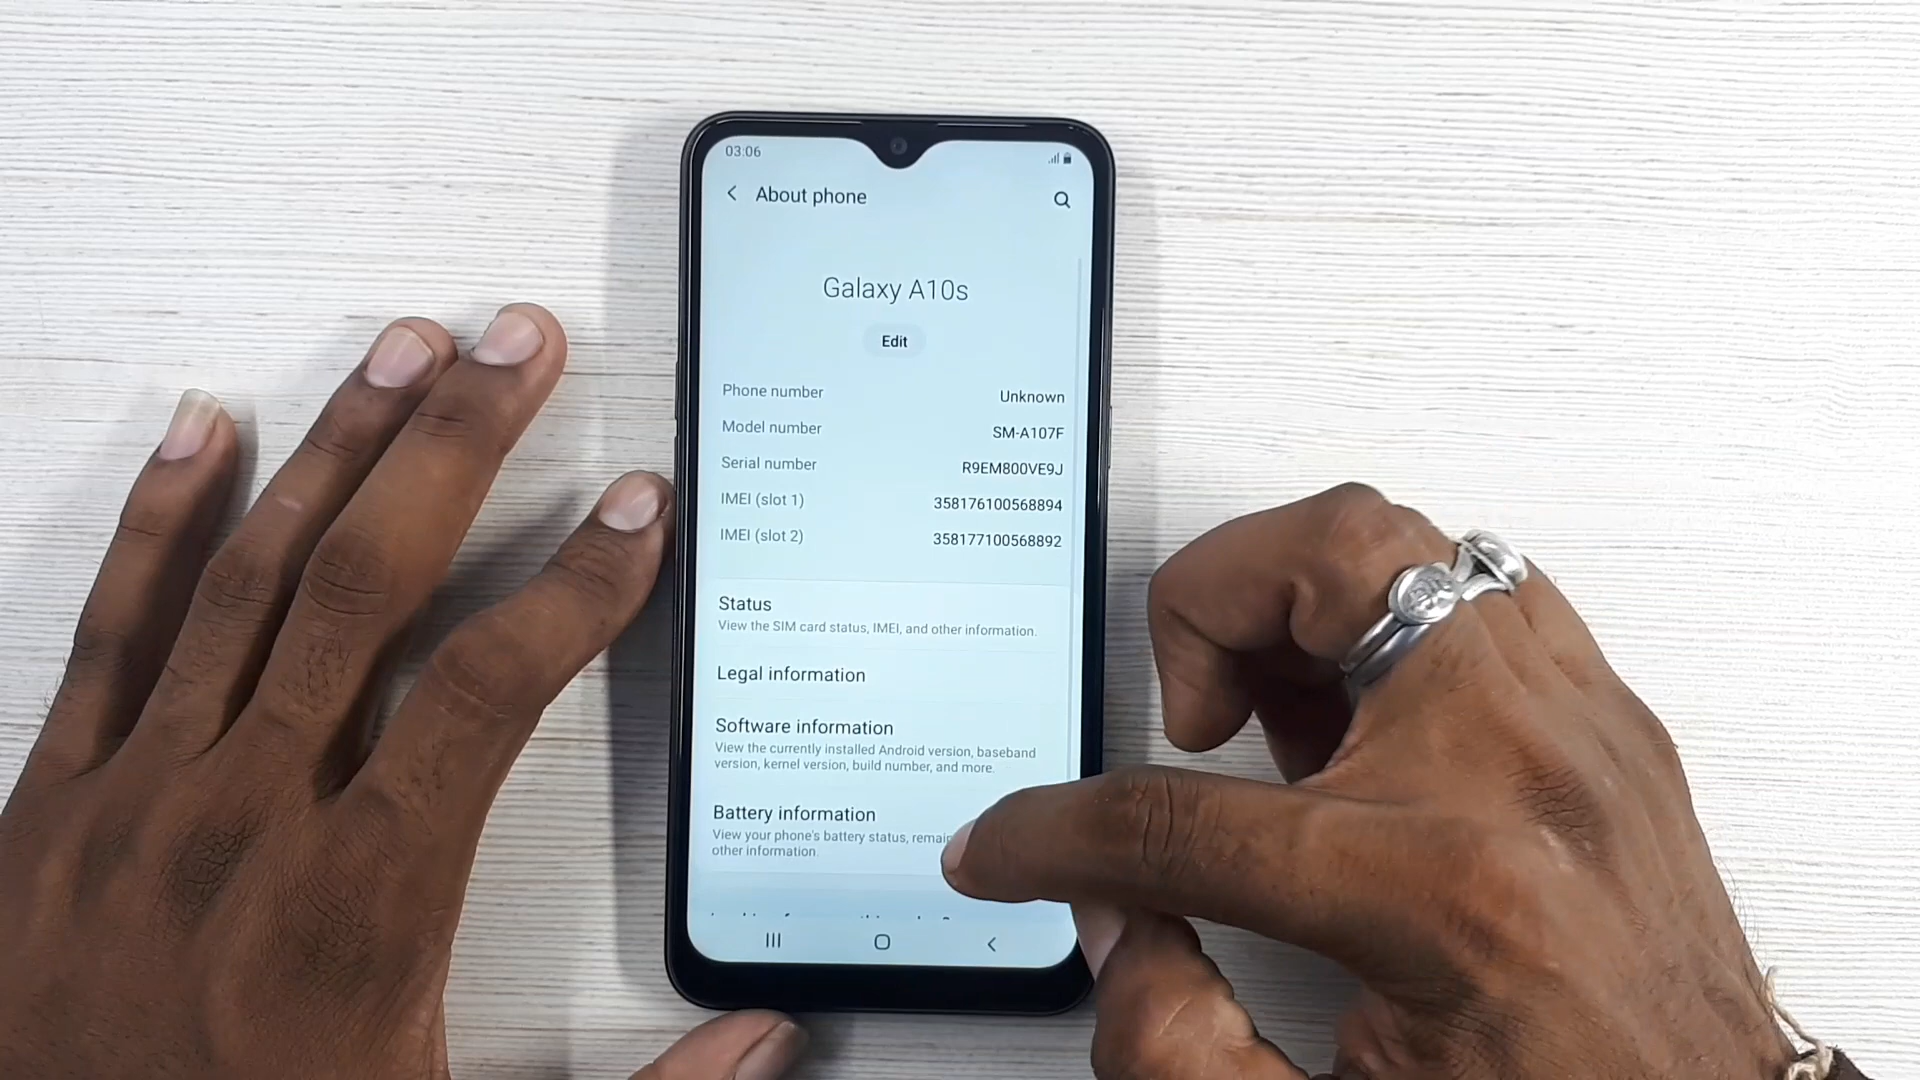 03:06
About phone
Galaxy A10s
Edit
Phone number Unknown
Model number SM-A107F
Serial number R9EM800VE9J
IMEI (slot 1) 358176100568894
IMEI (slot 2) 358177100568892
Status
View the SIM card status, IMEI, and other information.
Legal information
Software information
View the currently installed Android version, baseband
version, kernel version, build number, and more.
Battery information
View your phone's battery status,
other information.